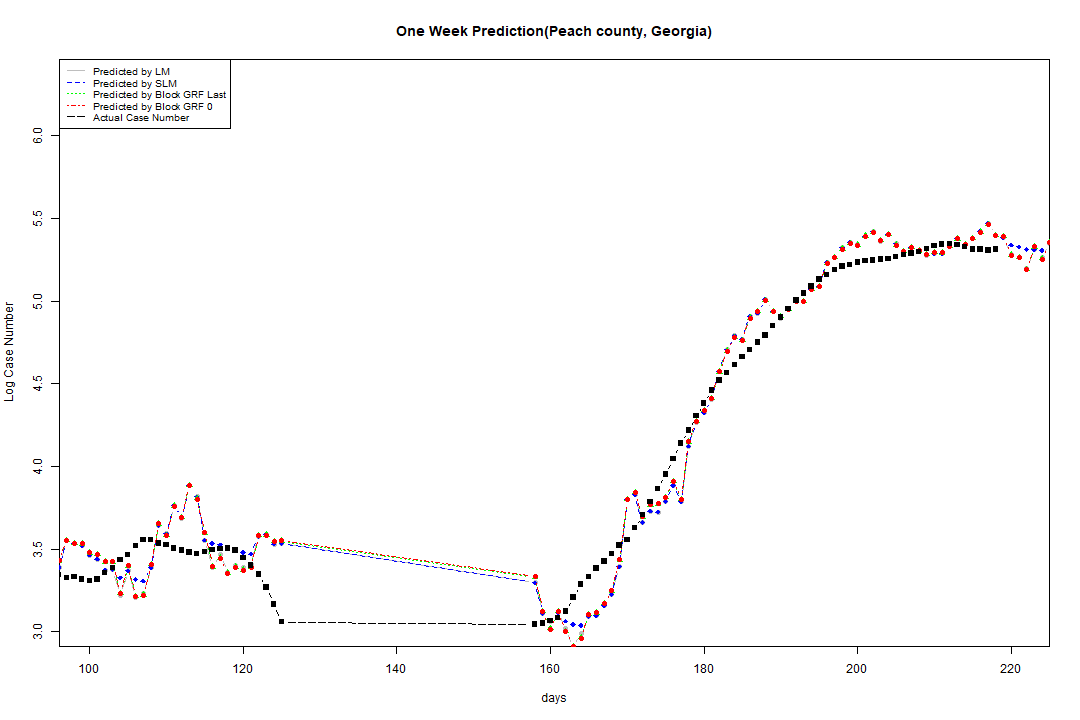 One Week Prediction(Peach county, Georgia)
Predicted by LM
Predicted by SLM
Predicted by Block GRF Last
Predicted by Block GRF 0
Actual Case Number
6.0
5.5
5.0
4.5
4.0
3.5
3.0
Log Case Number
100 120 140 160 180 200 220
days